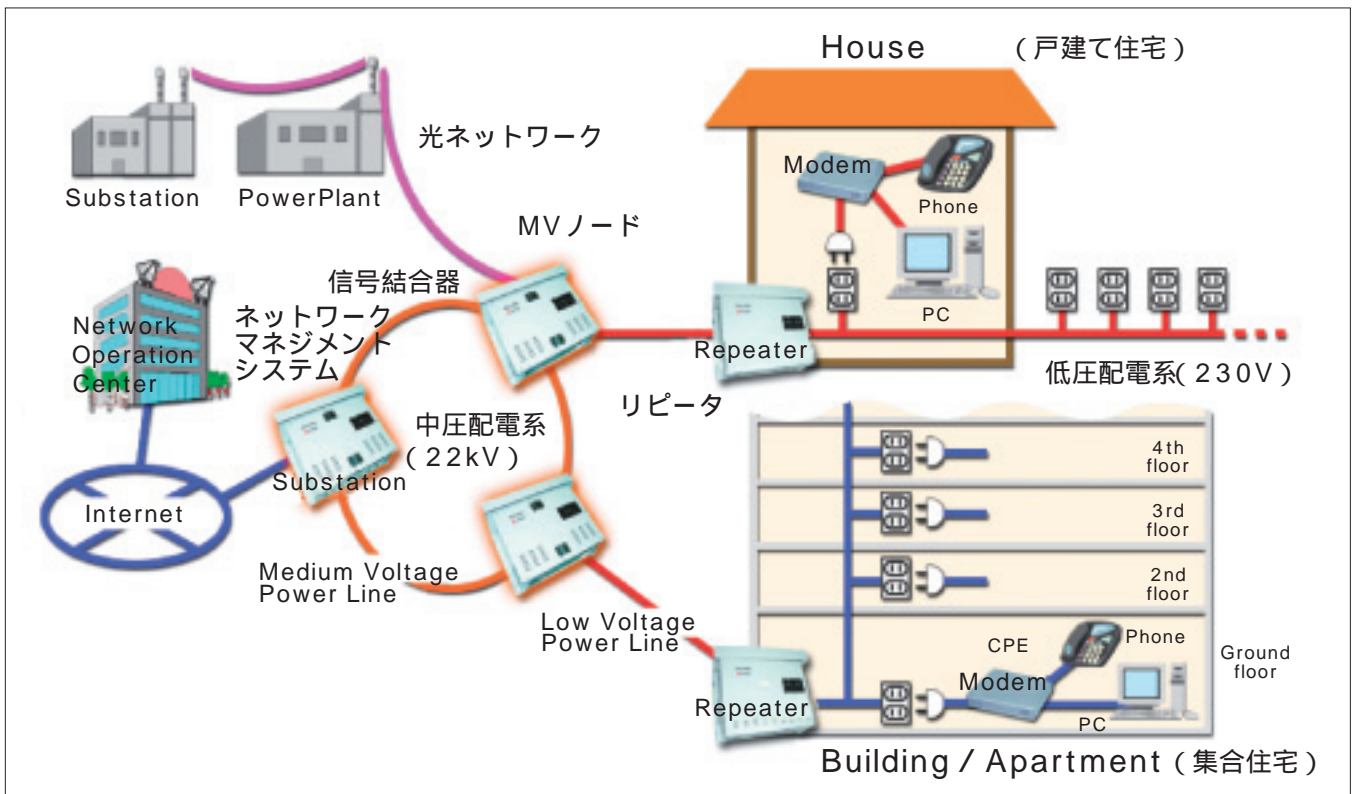 House （戸建て住宅）
光ネットワーク
Substation
PowerPlant
MVノード
Modem
Phone
PC
信号結合器
Network
Operation
Center
ネットワーク
マネジメント
システム
Repeater
リピータ
低圧配電系（230V）
中圧配電系
（22kV）
Substation
Internet
Medium Voltage
Power Line
Low Voltage
Power Line
4th
floor
3rd
floor
2nd
floor
Ground
floor
CPE
Phone
Modem
PC
Repeater
Building / Apartment（集合住宅）